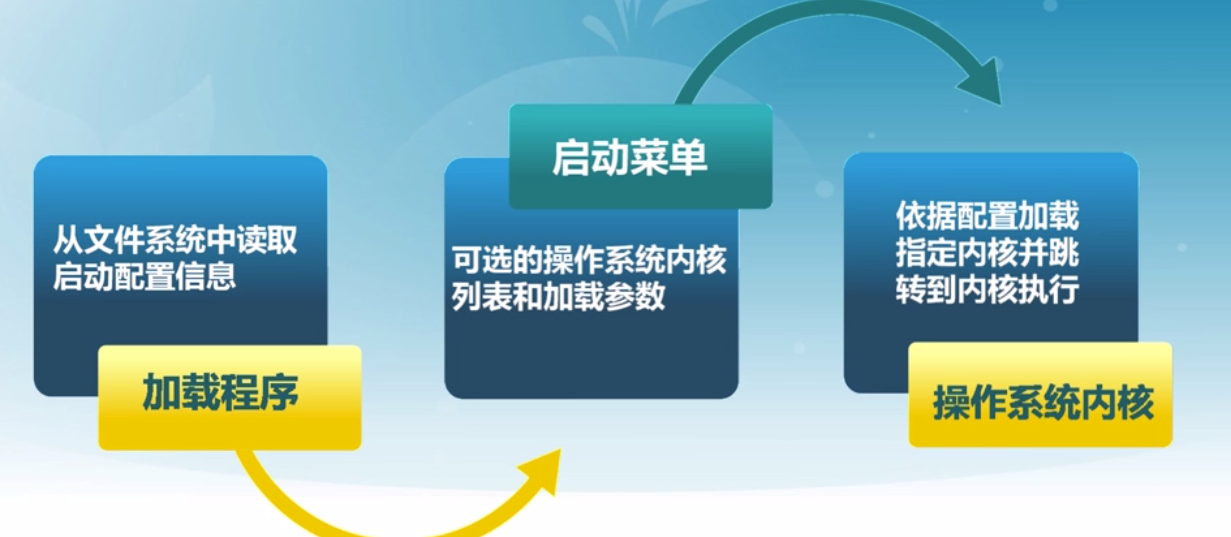 从文件系统中读取
启动配置信息
加载程序
启动菜单
可选的操作系统内核
列表和加载参数
依据配置加载
指定内核并跳
转到内核执行
操作系统内核